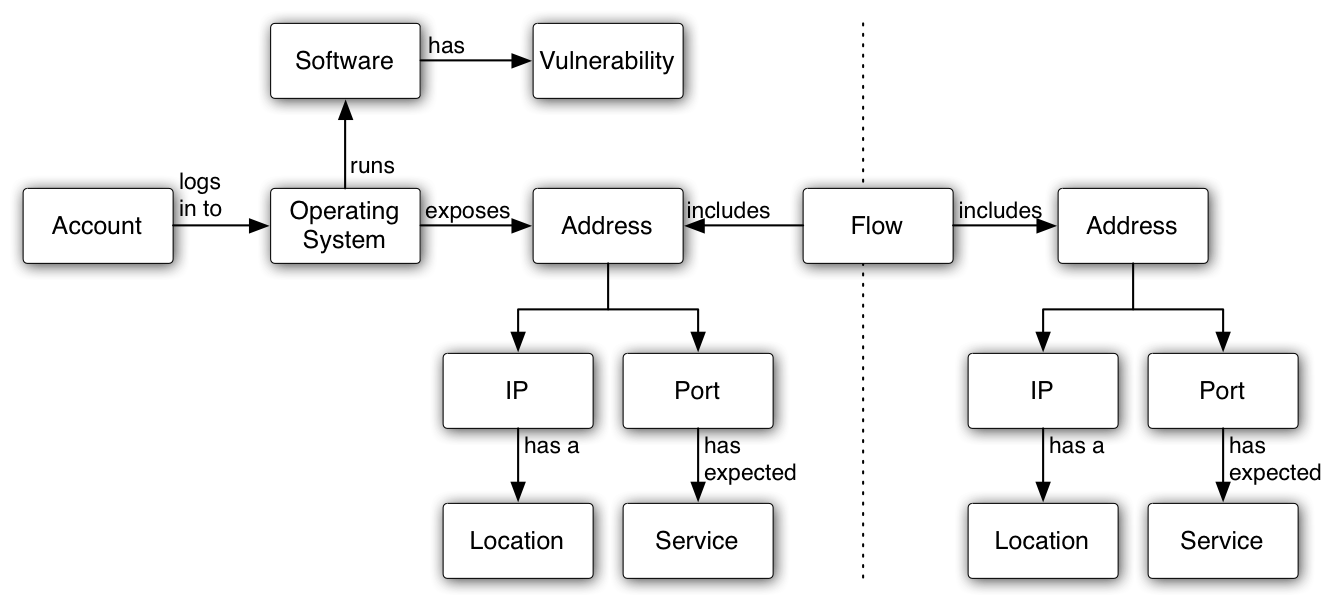 Software
has
Vulnerability
runs
logs
in to
Account
Operating
System
exposes
Address
includes
Flow
includes
Address
IP
Port
IP
Port
has a
has
expected
has a
has
expected
Location
Service
Location
Service